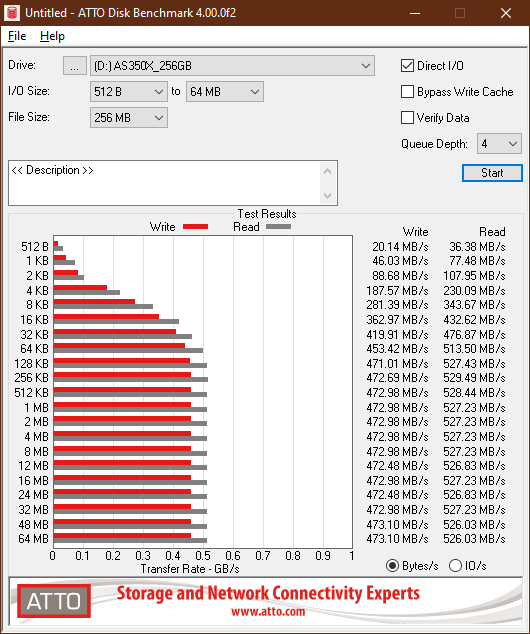 Untitled - ATTO Disk Benchmark 4.00.0f2
File Help
Drive: ... (D:) AS350X_256GB
I/O Size: 512 B to 64 MB
File Size: 256 MB
Direct I/O
Bypass Write Cache
Verify Data
Queue Depth: 4
Start
<< Description >>
Test Results
Write Read Write Read
512 B 20.14 MB/s 36.38 MB/s
1 KB 46.03 MB/s 77.48 MB/s
2 KB 88.68 MB/s 107.95 MB/s
4 KB 187.57 MB/s 230.09 MB/s
8 KB 281.39 MB/s 343.67 MB/s
16 KB 362.97 MB/s 432.62 MB/s
32 KB 419.91 MB/s 476.87 MB/s
64 KB 453.42 MB/s 513.50 MB/s
128 KB 471.01 MB/s 527.43 MB/s
256 KB 472.69 MB/s 529.49 MB/s
512 KB 472.98 MB/s 528.44 MB/s
1 MB 472.98 MB/s 527.23 MB/s
2 MB 472.98 MB/s 527.23 MB/s
4 MB 472.98 MB/s 527.23 MB/s
8 MB 472.98 MB/s 527.23 MB/s
12 MB 472.48 MB/s 526.83 MB/s
16 MB 472.98 MB/s 527.23 MB/s
24 MB 472.48 MB/s 526.83 MB/s
32 MB 472.98 MB/s 527.23 MB/s
48 MB 473.10 MB/s 526.03 MB/s
64 MB 473.10 MB/s 526.03 MB/s
0 0.1 0.2 0.3 0.4 0.5 0.6 0.7 0.8 0.9 1
Transfer Rate - GB/s
Bytes/s IO/s
ATTO
Storage and Network Connectivity Experts
www.atto.com